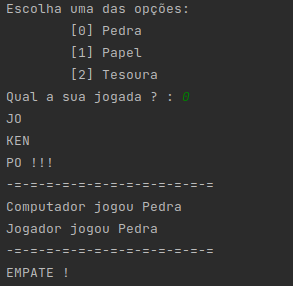 Escolha uma das opções:
[0] Pedra
[1] Papel
[2] Tesoura
Qual a sua jogada ? : 0
JO
KEN
PO !!!
-=-=-=-=-=-=-=-=-=-=-=-=-=
Computador jogou Pedra
Jogador jogou Pedra
-=-=-=-=-=-=-=-=-=-=-=-=-=
EMPATE !